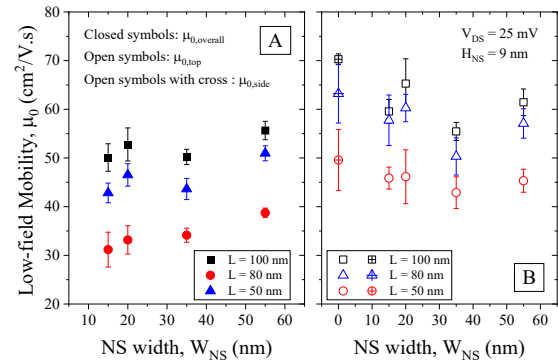 Low-field Mobility, μ0 (cm2/V.s)
80
70
60
50
40
30
20
Closed symbols: μ0,overall
Open symbols: μ0,top
Open symbols with cross : μ0,side
A
L = 100 nm
L = 80 nm
L = 50 nm
0 10 20 30 40 50 60
NS width, WNS (nm)
VDS = 25 mV
HNS = 9 nm
L = 100 nm
L = 80 nm
L = 50 nm
B
0 10 20 30 40 50 60
NS width, WNS (nm)